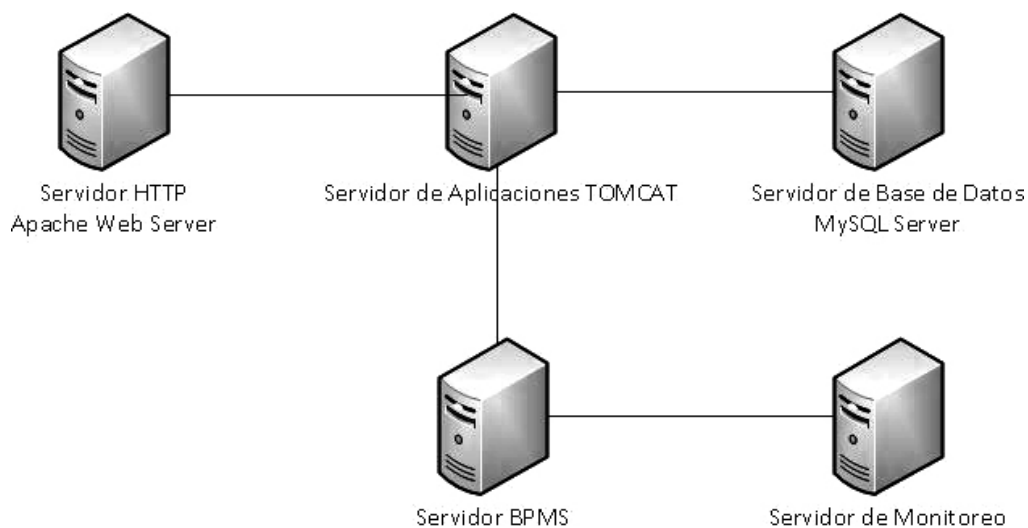 Servidor HTTP
Apache Web Server
Servidor de Aplicaciones TOMCAT
Servidor de Base de Datos
MySQL Server
Servidor BPMS
Servidor de Monitoreo